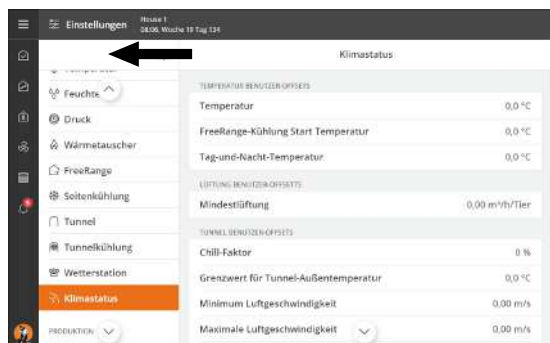 Einstellungen
House 1
08:06, Woche 19 Tag 134
Klimastatus
Temperatur
Feuchte
Druck
Wärmetauscher
FreeRange
Seitenkühlung
Tunnel
Tunnelkühlung
Wetterstation
Klimastatus
PRODUKTION
TEMPERATUR BENUTZER-OFFSETS
Temperatur 0,0 °C
FreeRange-Kühlung Start Temperatur 0,0 °C
Tag-und-Nacht-Temperatur 0,0 °C
LÜFTUNG BENUTZER-OFFSETTS
Mindestlüftung 0,00 m³/h/Tier
TUNNEL BENUTZER-OFFSETS
Chill-Faktor 0 %
Grenzwert für Tunnel-Außentemperatur 0,0 °C
Minimum Luftgeschwindigkeit 0,00 m/s
Maximale Luftgeschwindigkeit 0,00 m/s